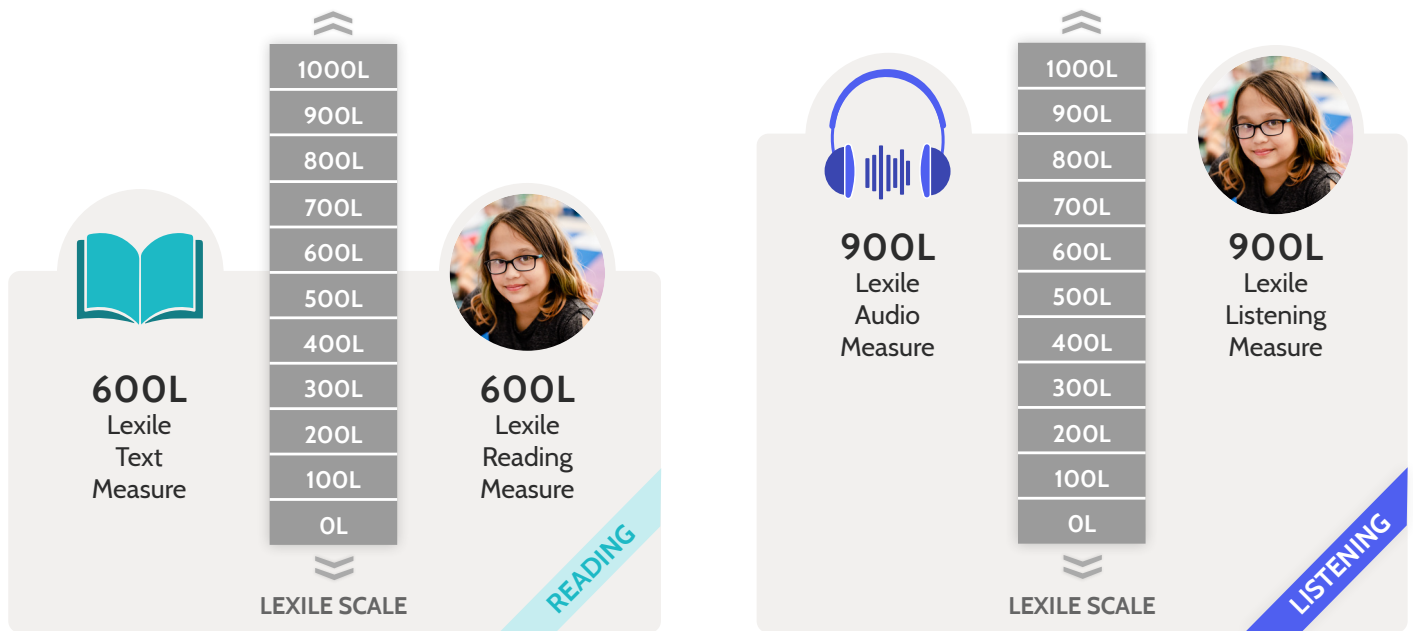 1000L
900L
800L
700L
600L
500L
400L
300L
200L
100L
0L
LEXILE SCALE
600L
Lexile
Text
Measure
600L
Lexile
Reading
Measure
READING
1000L
900L
800L
700L
600L
500L
400L
300L
200L
100L
0L
LEXILE SCALE
900L
Lexile
Audio
Measure
900L
Lexile
Listening
Measure
LISTENING